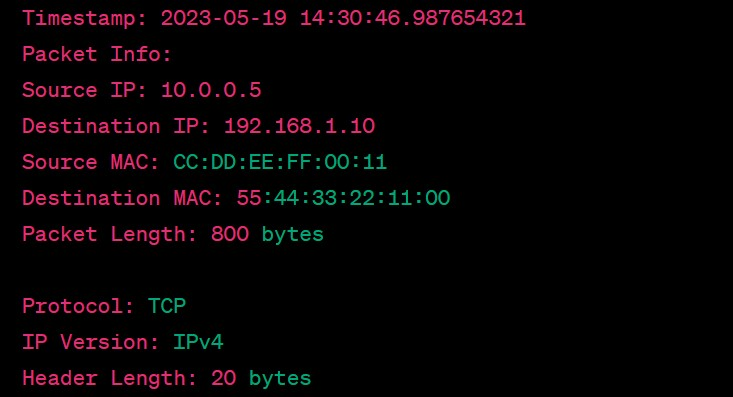 Timestamp: 2023-05-19 14:30:46.987654321
Packet Info:
Source IP: 10.0.0.5
Destination IP: 192.168.1.10
Source MAC: CC:DD:EE:FF:00:11
Destination MAC: 55:44:33:22:11:00
Packet Length: 800 bytes
Protocol: TCP
IP Version: IPv4
Header Length: 20 bytes